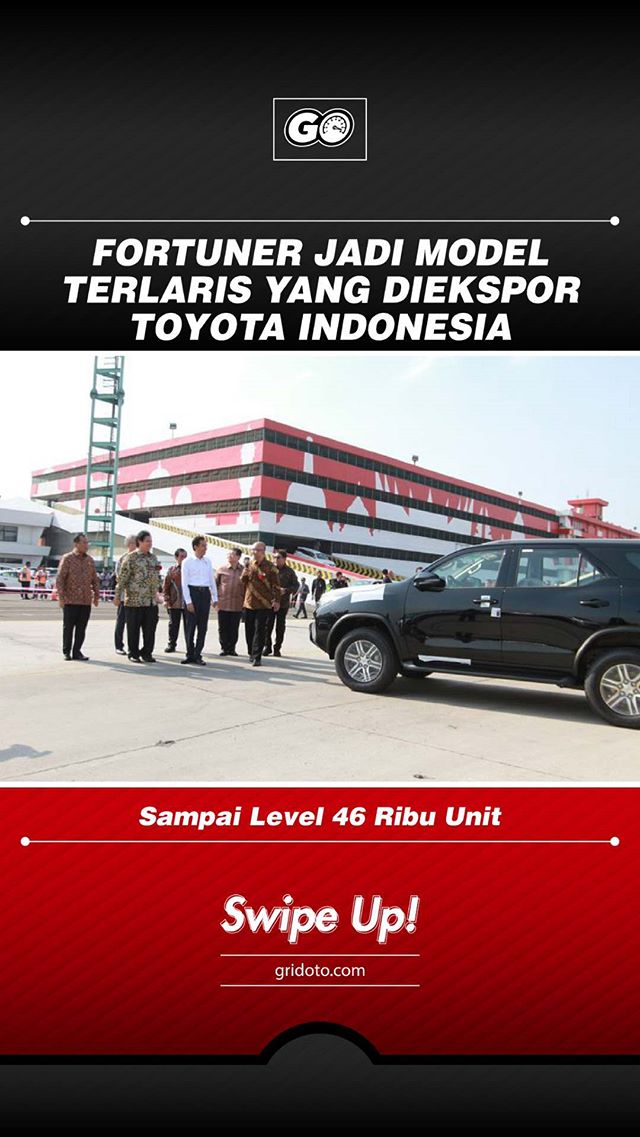 GO
FORTUNER JADI MODEL
TERLARIS YANG DIEKSPOR
TOYOTA INDONESIA
Sampai Level 46 Ribu Unit
Swipe Up!
gridoto.com